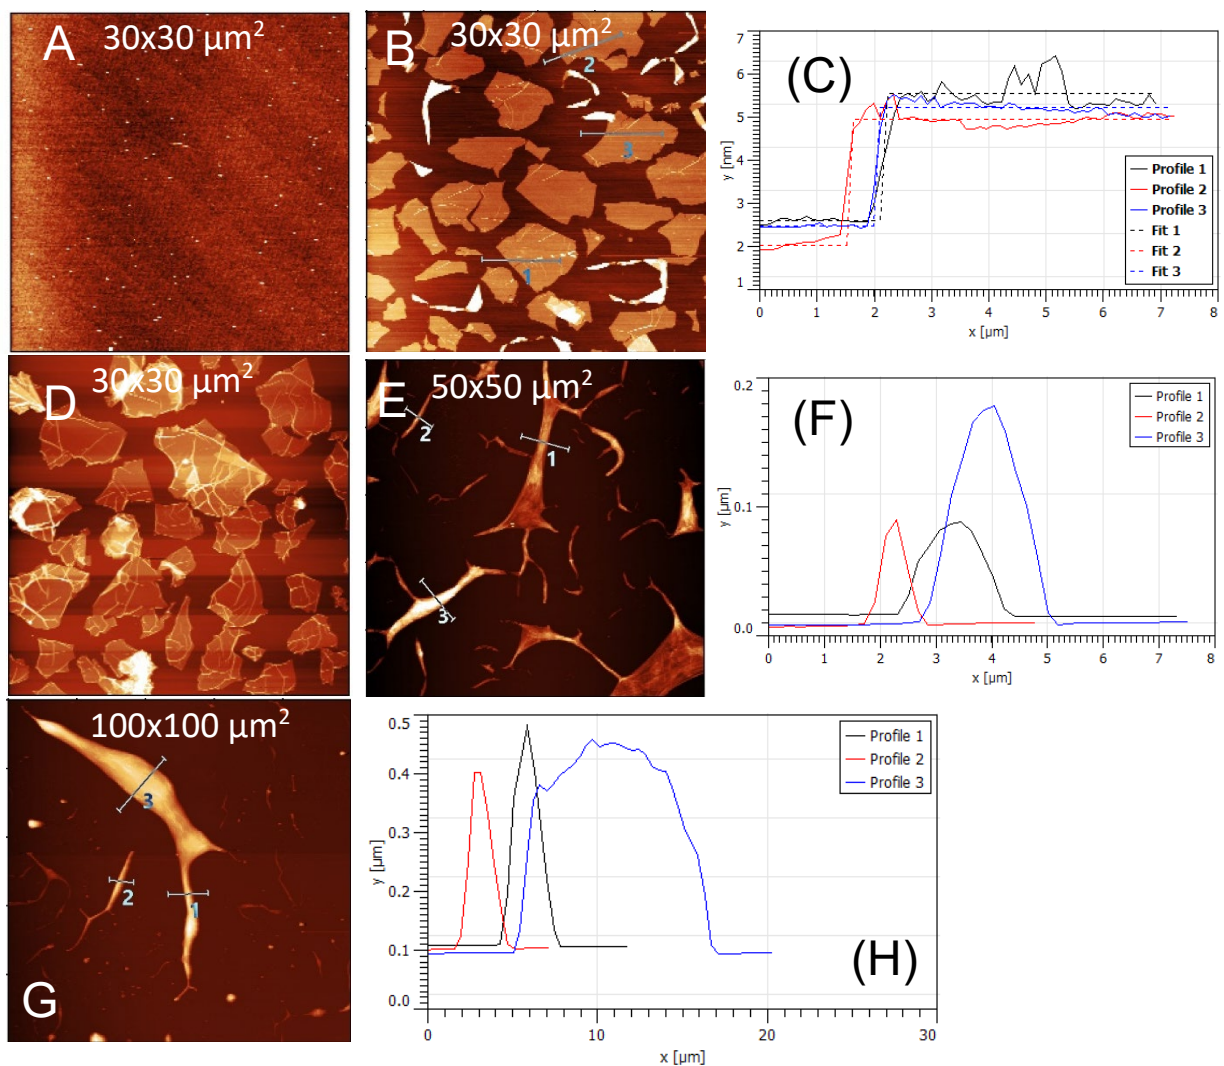 A
30x30 µm²
B
30x30 µm²
2
3
1
(C)
7
6
5
4
3
2
1
y [nm]
Profile 1
Profile 2
Profile 3
Fit 1
Fit 2
Fit 3
0 1 2 3 4 5 6 7 8
x [µm]
D
30x30 µm²
E
50x50 µm²
2
1
3
(F)
0.2
0.1
0.0
y [µm]
Profile 1
Profile 2
Profile 3
0 1 2 3 4 5 6 7 8
x [µm]
100x100 µm²
3
2
1
G
0.5
0.4
0.3
0.2
0.1
0.0
y [µm]
Profile 1
Profile 2
Profile 3
(H)
0 10 20 30
x [µm]